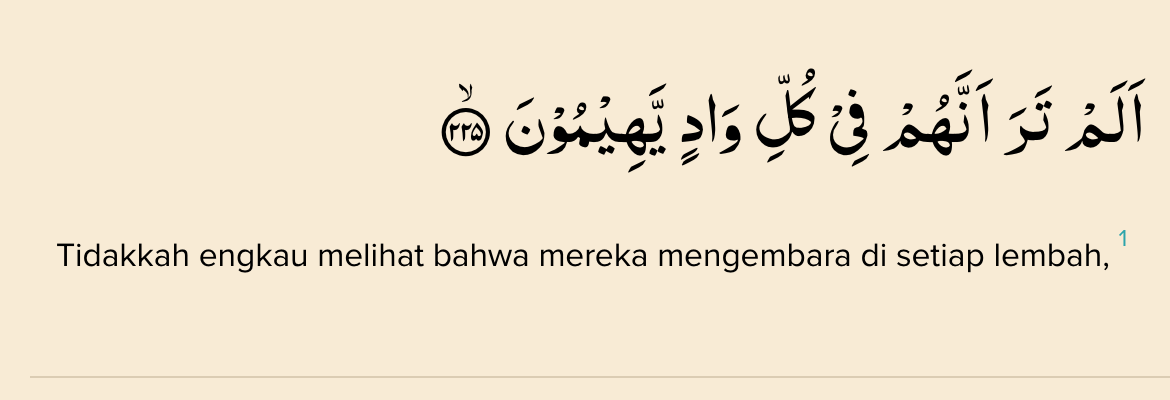 اَلَمْ تَرَ اَنَّهُمْ فِيْ كُلِّ وَادٍ يَّهِيْمُوْنَ ۙ ٢٢٥
Tidakkah engkau melihat bahwa mereka mengembara di setiap lembah, 1